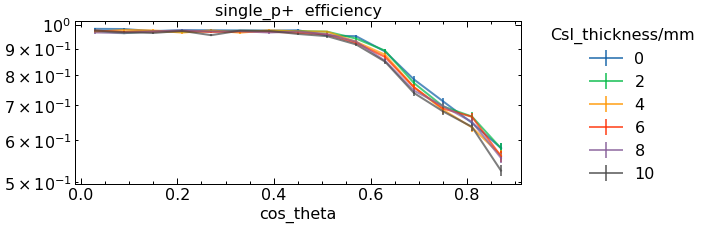 single_p+ efficiency
10⁰
9 × 10⁻¹
8 × 10⁻¹
7 × 10⁻¹
6 × 10⁻¹
5 × 10⁻¹
0.0 0.2 0.4 0.6 0.8
cos_theta
CsI_thickness/mm
0
2
4
6
8
10